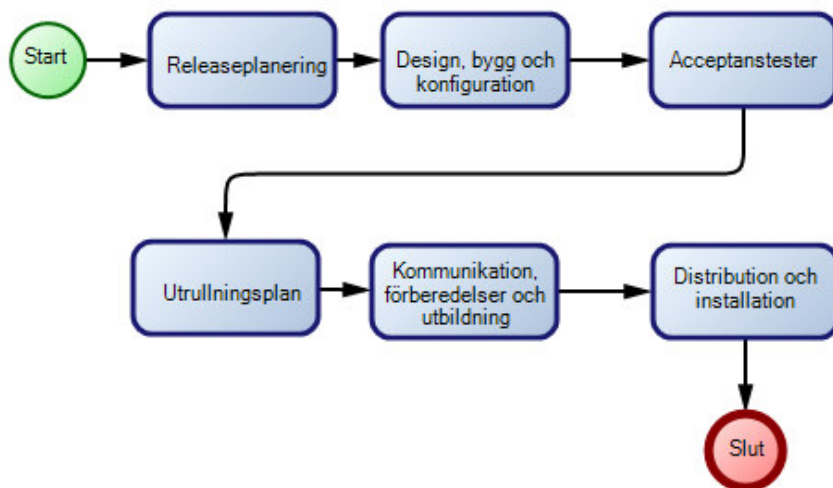 Start
Releaseplanering
Design, bygg och
konfiguration
Acceptanstester
Utrullningsplan
Kommunikation,
förberedelser och
utbildning
Distribution och
installation
Slut